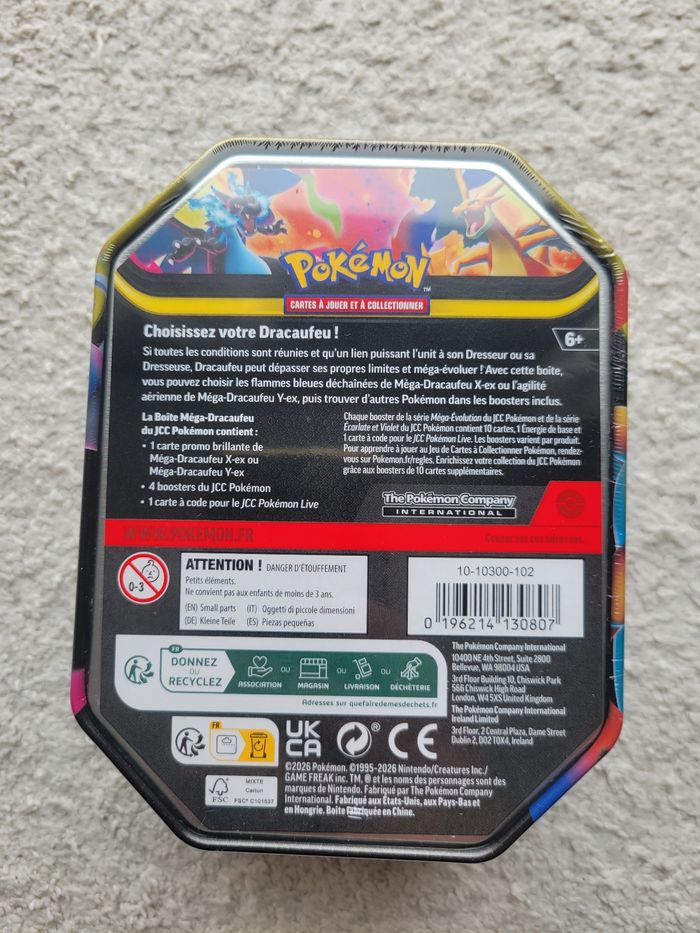 POKÉMON
TM
CARTES À JOUER ET À COLLECTIONNER
Choisissez votre Dracaufeu !
6+
Si toutes les conditions sont réunies et qu'un lien puissant l'unit à son Dresseur ou sa
Dresseuse, Dracaufeu peut dépasser ses propres limites et méga-évoluer ! Avec cette boîte,
vous pouvez choisir les flammes bleues déchaînées de Méga-Dracaufeu X-ex ou l'agilité
aérienne de Méga-Dracaufeu Y-ex, puis trouver d'autres Pokémon dans les boosters inclus.
La Boîte Méga-Dracaufeu
du JCC Pokémon contient :
• 1 carte promo brillante de
Méga-Dracaufeu X-ex ou
Méga-Dracaufeu Y-ex
• 4 boosters du JCC Pokémon
• 1 carte à code pour le JCC Pokémon Live
Chaque booster de la série Méga-Évolution du JCC Pokémon et de la série
Écarlate et Violet du JCC Pokémon contient 10 cartes, 1 Énergie de base et
1 carte à code pour le JCC Pokémon Live. Les boosters varient par produit.
Pour apprendre à jouer au Jeu de Cartes à Collectionner Pokémon, rendez-
vous sur Pokemon.fr/regles. Enrichissez votre collection du JCC Pokémon
grâce aux boosters de 10 cartes supplémentaires.
The Pokémon Company
INTERNATIONAL
WWW.POKEMON.FR
Conservez ces adresses.
0-3
ATTENTION ! DANGER D'ÉTOUFFEMENT
Petits éléments.
Ne convient pas aux enfants de moins de 3 ans.
(EN) Small parts (IT) Oggetti di piccole dimensioni
(DE) Kleine Teile (ES) Piezas pequeñas
10-10300-102
0 196214 130807
FR
DONNEZ
OU
RECYCLEZ
ASSOCIATION
OU
MAGASIN
OU
LIVRAISON
OU
DÉCHÈTERIE
Adresses sur quefairedemesdechets.fr
The Pokémon Company International
10400 NE 4th Street, Suite 2800
Bellevue, WA 98004 USA
3rd Floor Building 10, Chiswick Park
566 Chiswick High Road
London, W4 5XS United Kingdom
The Pokémon Company International
Ireland Limited
3rd Floor, 2 Central Plaza, Dame Street
Dublin 2, D02 T0X4, Ireland
FR
UK
CA
®
CE
FSC
MIXTE
Carton
FSC® C101537
©2026 Pokémon. ©1995-2026 Nintendo/Creatures Inc./
GAME FREAK inc. TM, ® et les noms des personnages sont des
marques de Nintendo. Fabriqué par The Pokémon Company
International. Fabriqué aux États-Unis, aux Pays-Bas et
en Hongrie. Boîte fabriquée en Chine.